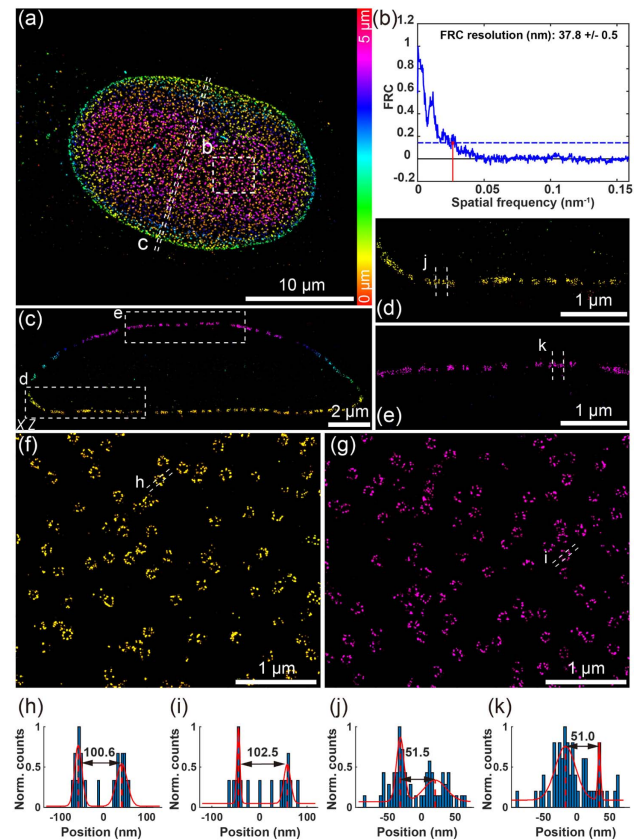 (a)
b
c
10 µm
5 µm
0 µm
(b)
FRC resolution (nm): 37.8 +/- 0.5
FRC
1.2
1
0.8
0.6
0.4
0.2
0
-0.2
0
0.05
0.1
0.15
Spatial frequency (nm⁻¹)
(c)
e
d
X Z
2 µm
(d)
j
1 µm
k
(e)
1 µm
(f)
h
1 µm
(g)
i
1 µm
(h)
Norm. counts
1
0.5
0
100.6
-100
0
100
Position (nm)
(i)
Norm. counts
1
0.5
0
102.5
-100
0
100
Position (nm)
(j)
Norm. counts
1
0.5
0
51.5
-50
0
50
Position (nm)
(k)
Norm. counts
1
0.5
0
51.0
-50
0
50
Position (nm)